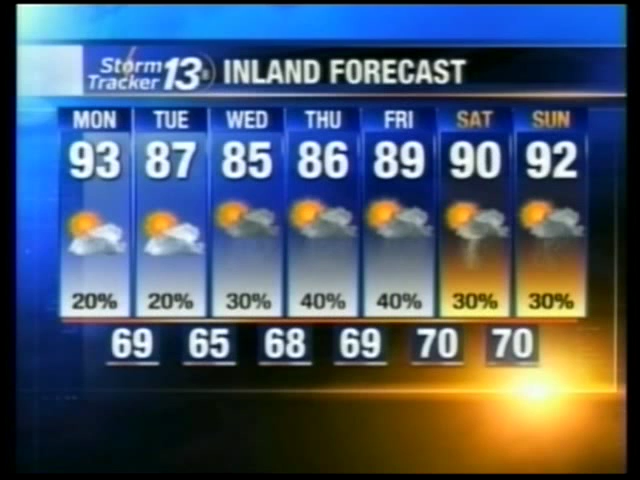 Storm
Tracker 13 INLAND FORECAST
MON TUE WED THU FRI SAT SUN
93 87 85 86 89 90 92
20% 20% 30% 40% 40% 30% 30%
69 65 68 69 70 70